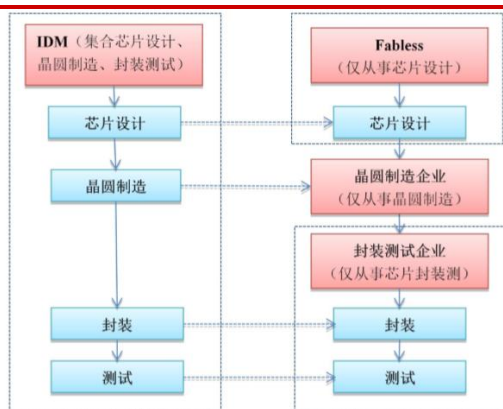 IDM（集合芯片设计、
晶圆制造、封装测试）
芯片设计
晶圆制造
封装
测试
Fabless
（仅从事芯片设计）
芯片设计
晶圆制造企业
（仅从事晶圆制造）
封装测试企业
（仅从事芯片封装测）
封装
测试